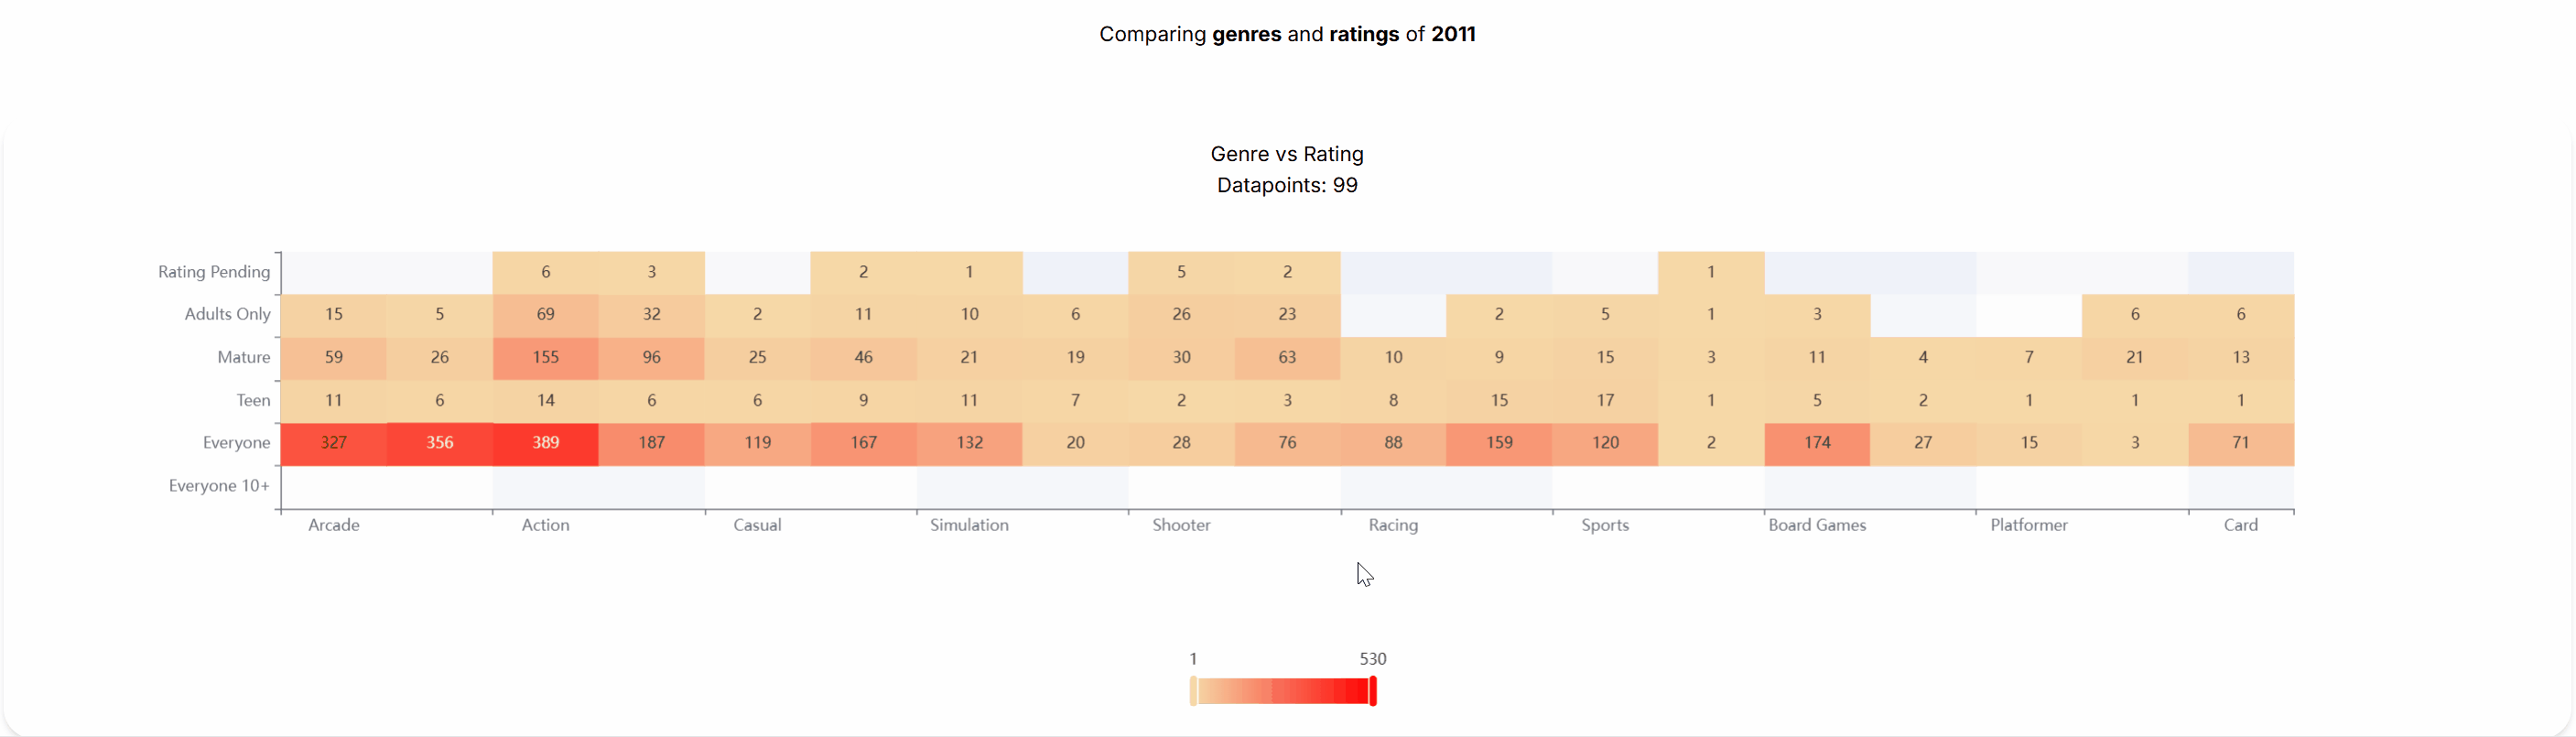 Comparing genres and ratings of 2011
Genre vs Rating
Datapoints: 99
Rating Pending 6 3 2 1 5 2 1
Adults Only 15 5 69 32 2 11 10 6 26 23 2 5 1 3 6 6
Mature 59 26 155 96 25 46 21 19 30 63 10 9 15 3 11 4 7 21 13
Teen 11 6 14 6 6 9 11 7 2 3 8 15 17 1 5 2 1 1 1
Everyone 327 356 389 187 119 167 132 20 28 76 88 159 120 2 174 27 15 3 71
Everyone 10+
Arcade Action Casual Simulation Shooter Racing Sports Board Games Platformer Card
1 530